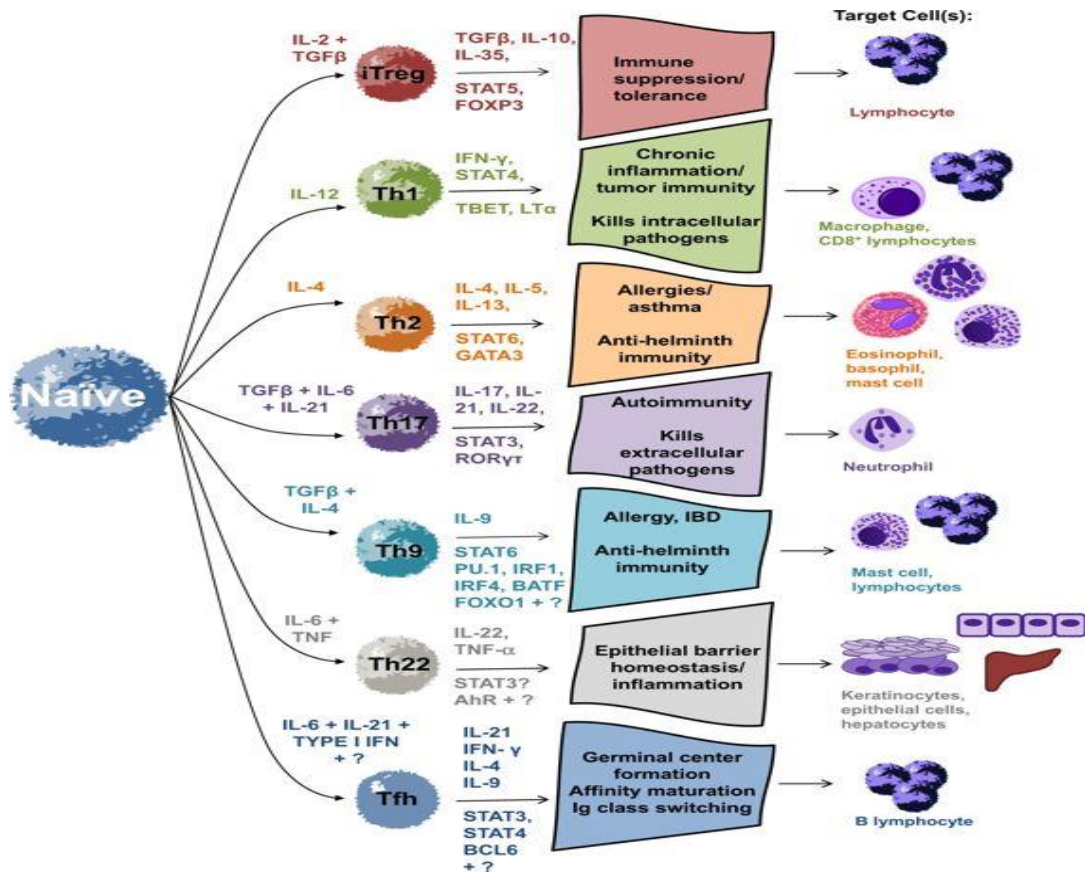 Target Cell(s):
IL-2 +
TGFβ
iTreg
TGFβ, IL-10,
IL-35,
STAT5,
FOXP3
Immune
suppression/
tolerance
Lymphocyte
IL-12
Th1
IFN-γ,
STAT4,
TBET, LTα
Chronic
inflammation/
tumor immunity
Kills intracellular
pathogens
Macrophage,
CD8⁺ lymphocytes
IL-4
Th2
IL-4, IL-5,
IL-13,
STAT6,
GATA3
Allergies/
asthma
Anti-helminth
immunity
Eosinophil,
basophil,
mast cell
Naïve
TGFβ + IL-6
+ IL-21
Th17
IL-17, IL-
21, IL-22,
STAT3,
RORγτ
Autoimmunity
Kills
extracellular
pathogens
Neutrophil
TGFβ +
IL-4
Th9
IL-9
STAT6
PU.1, IRF1,
IRF4, BATF
FOXO1 + ?
Allergy, IBD
Anti-helminth
immunity
Mast cell,
lymphocytes
IL-6 +
TNF
Th22
IL-22,
TNF-α
STAT3?
AhR + ?
Epithelial barrier
homeostasis/
inflammation
Keratinocytes,
epithelial cells,
hepatocytes
IL-6 + IL-21 +
TYPE I IFN
+ ?
Tfh
IL-21
IFN- γ
IL-4
IL-9
STAT3,
STAT4
BCL6
+ ?
Germinal center
formation
Affinity maturation
Ig class switching
B lymphocyte